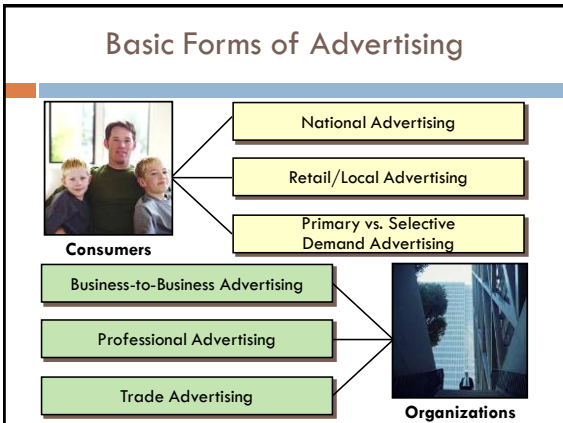 Basic Forms of Advertising
National Advertising
Retail/Local Advertising
Primary vs. Selective
Demand Advertising
Consumers
Business-to-Business Advertising
Professional Advertising
Trade Advertising
Organizations